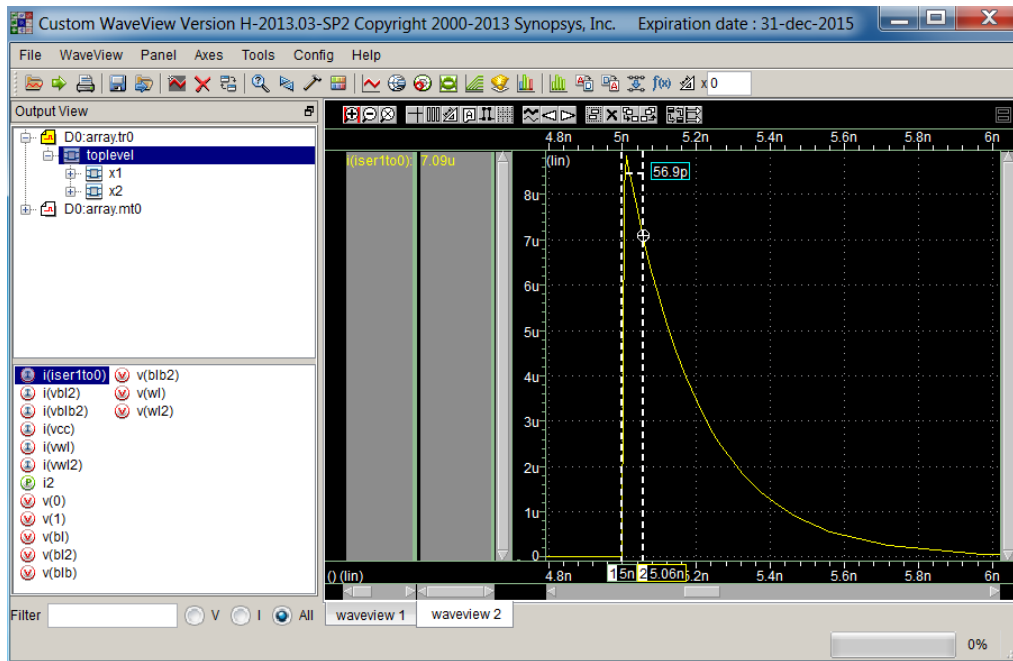 Custom WaveView Version H-2013.03-SP2 Copyright 2000-2013 Synopsys, Inc. Expiration date : 31-dec-2015
File WaveView Panel Axes Tools Config Help
f(x) x 0
Output View
D0:array.tr0
toplevel
x1
x2
D0:array.mt0
4.8n 5n 5.2n 5.4n 5.6n 5.8n 6n
i(iser1to0): 7.09u
(lin)
56.9p
8u
7u
6u
5u
4u
3u
2u
1u
0
() (lin)
4.8n 1 5n 2 5.06n 5.2n 5.4n 5.6n 5.8n 6n
i(iser1to0) v(blb2)
i(vbl2) v(wl)
i(vblb2) v(wl2)
i(vcc)
i(vwl)
i(vwl2)
i2
v(0)
v(1)
v(bl)
v(bl2)
v(blb)
Filter V I All
waveview 1 waveview 2
0%